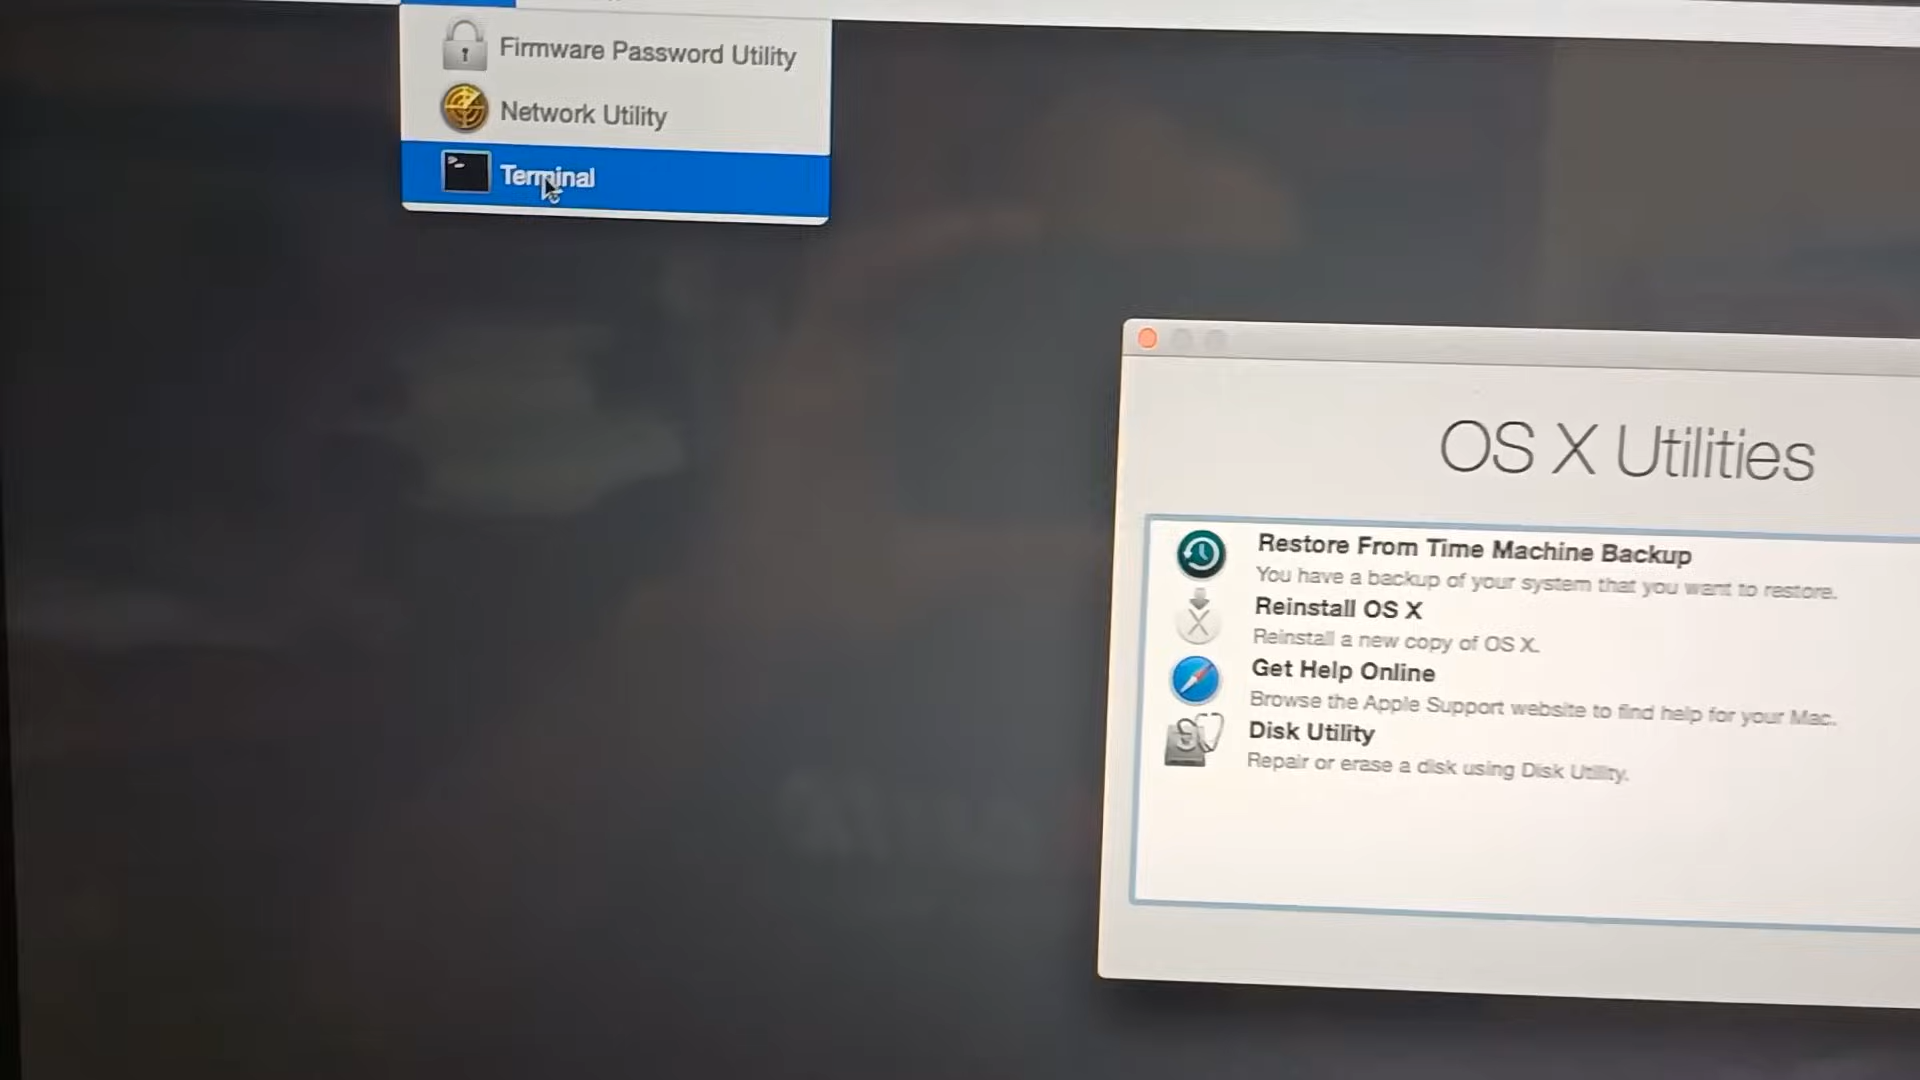 Firmware Password Utility
Network Utility
Terminal
OS X Utilities
Restore From Time Machine Backup
You have a backup of your system that you want to restore.
Reinstall OS X
Reinstall a new copy of OS X.
Get Help Online
Browse the Apple Support website to find help for your Mac.
Disk Utility
Repair or erase a disk using Disk Utility.